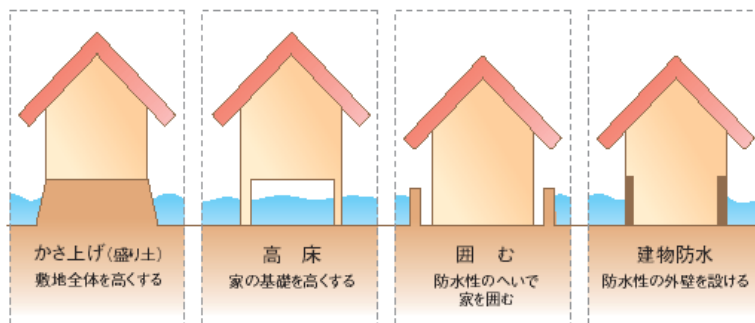 かさ上げ(盛り土)
敷地全体を高くする
高床
家の基礎を高くする
囲む
防水性のへいで
家を囲む
建物防水
防水性の外壁を設ける